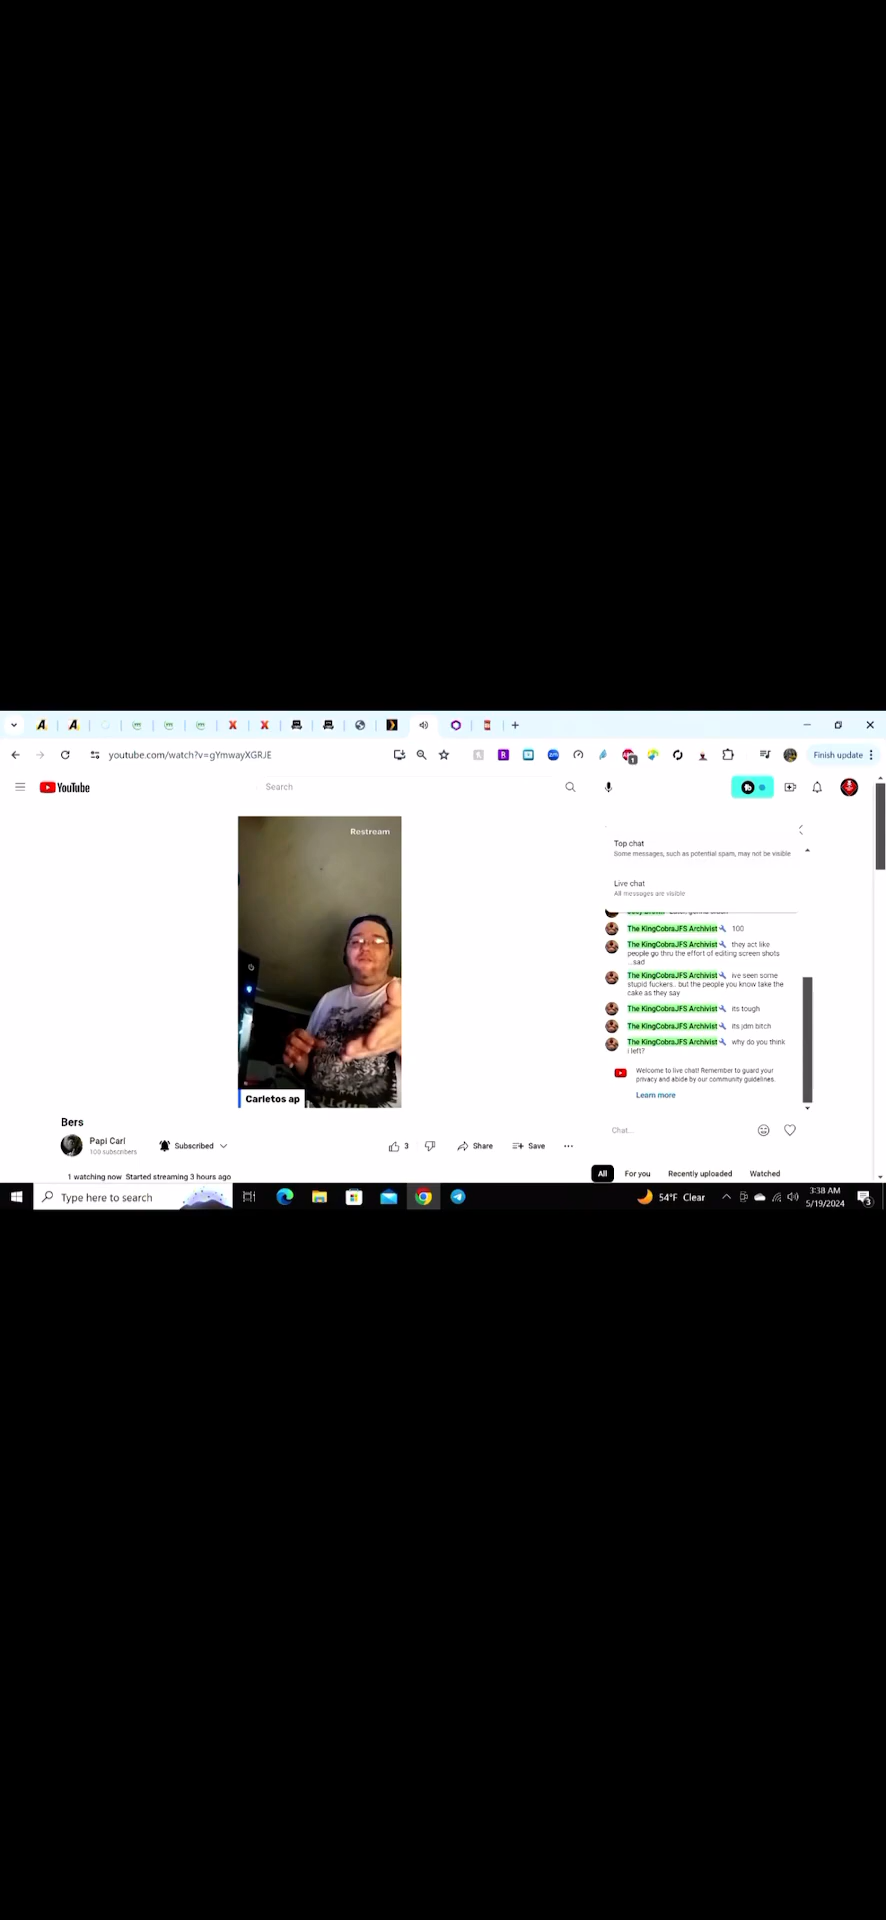 youtube.com/watch?v=gYmwayXGRJE
Finish update
YouTube
Search
Restream
Carletos ap
Top chat
Some messages, such as potential spam, may not be visible
Live chat
All messages are visible
The KingCobraJFS Archivist 100
The KingCobraJFS Archivist they act like
people go thru the effort of editing screen shots
...sad
The KingCobraJFS Archivist ive seen some
stupid fuckers.. but the people you know take the
cake as they say
The KingCobraJFS Archivist its tough
The KingCobraJFS Archivist its jdm bitch
The KingCobraJFS Archivist why do you think
i left?
Welcome to live chat! Remember to guard your
privacy and abide by our community guidelines.
Learn more
Chat...
Bers
Papi Carl
Subscribed
3
Share
Save
1 watching now Started streaming 3 hours ago
All
For you
Recently uploaded
Watched
Type here to search
54°F Clear
3:38 AM
5/19/2024
3